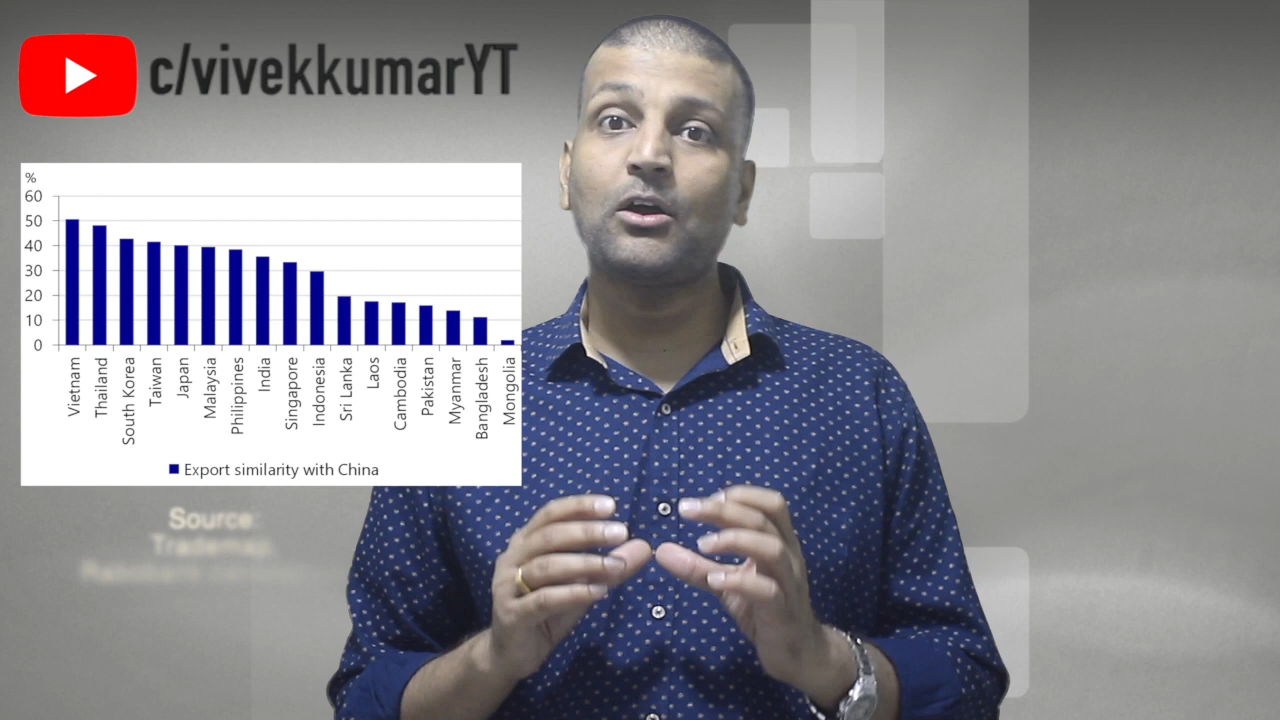 c/vivekkumarYT
%
60
50
40
30
20
10
0
Vietnam
Thailand
South Korea
Taiwan
Japan
Malaysia
Philippines
India
Singapore
Indonesia
Sri Lanka
Laos
Cambodia
Pakistan
Myanmar
Bangladesh
Mongolia
Export similarity with China
Source:
Trademap,